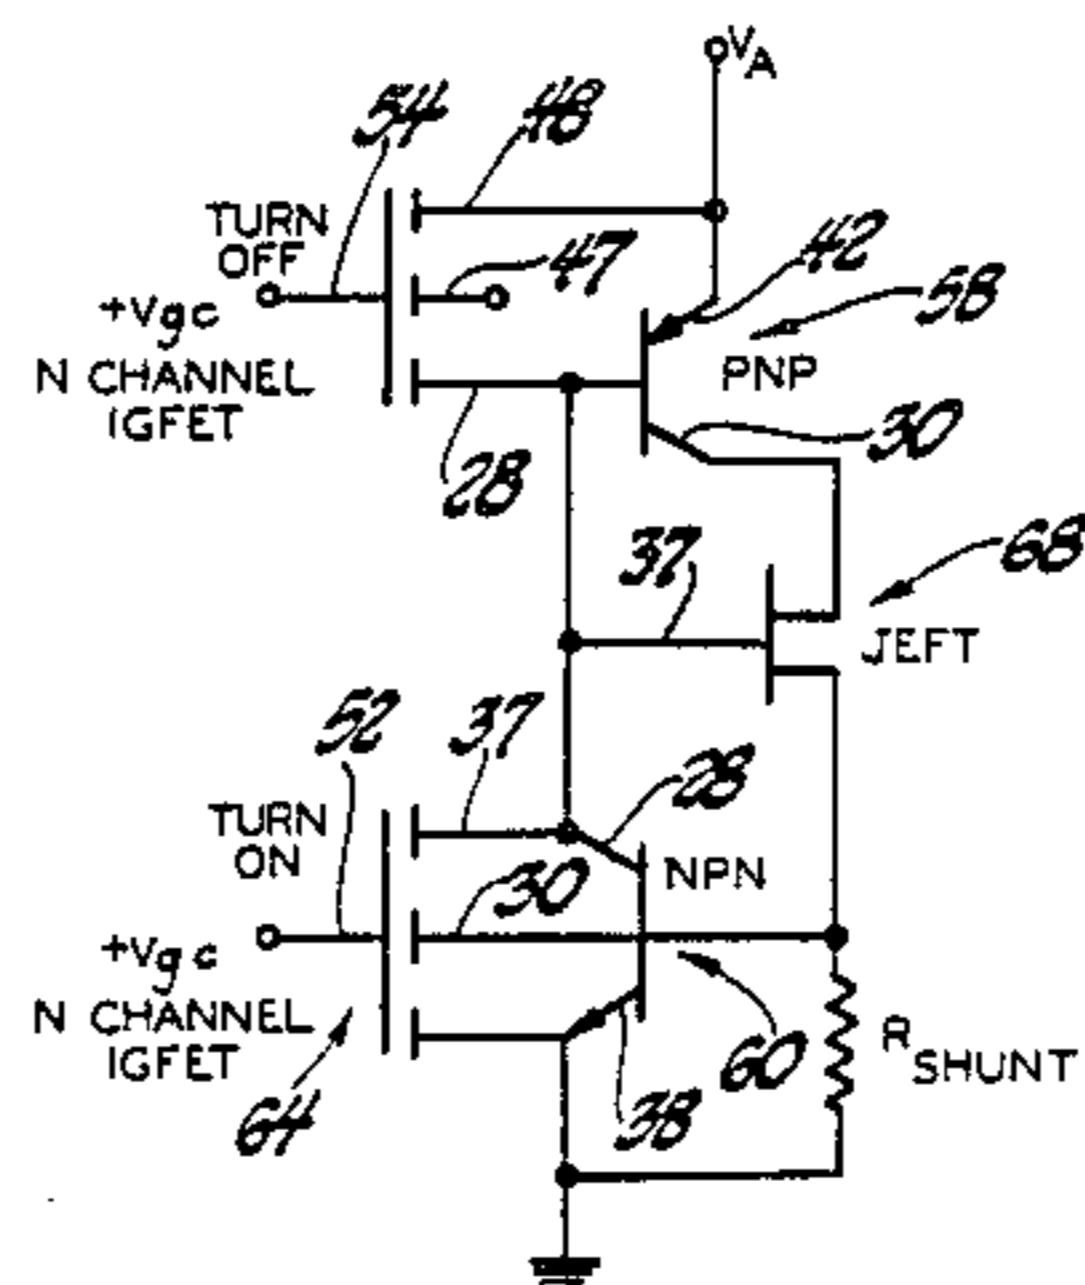 VA
54
48
TURN
OFF
47
42
58
+Vgc
N CHANNEL
IGFET
PNP
30
28
37
68
JEFT
52
37
28
TURN
ON
NPN
30
+Vgc
N CHANNEL
IGFET
60
RSHUNT
64
38